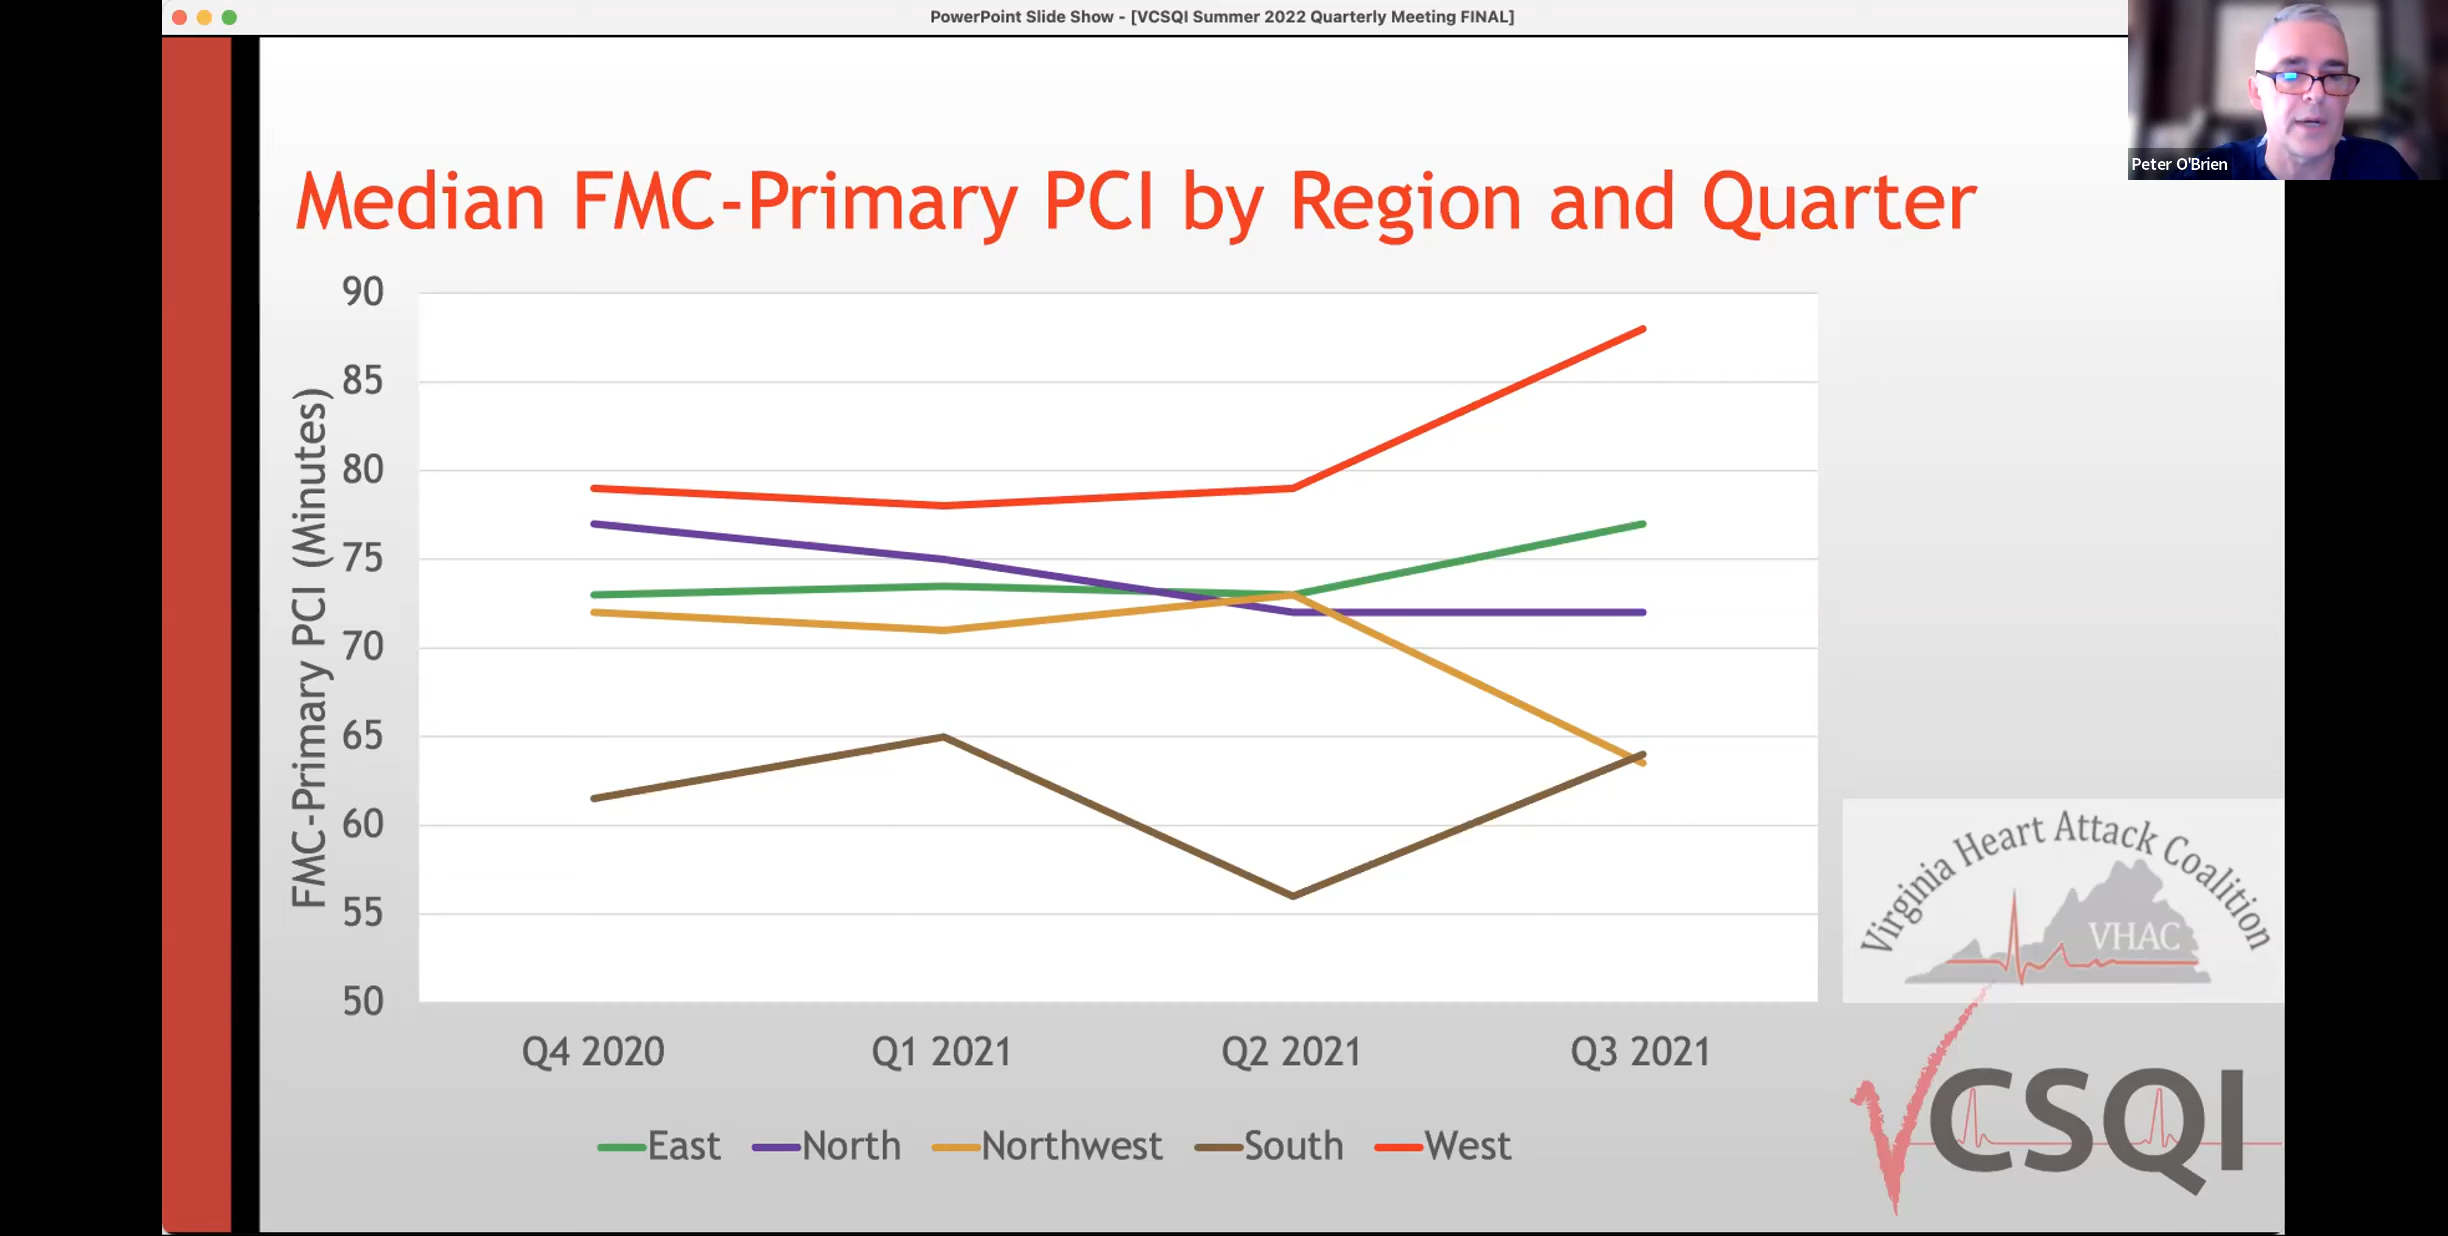 PowerPoint Slide Show - [VCSQI Summer 2022 Quarterly Meeting FINAL]
Peter O'Brien
Median FMC-Primary PCI by Region and Quarter
FMC-Primary PCI (Minutes)
90
85
80
75
70
65
60
55
50
Q4 2020 Q1 2021 Q2 2021 Q3 2021
East North Northwest South West
Virginia Heart Attack Coalition
VHAC
VCSQI